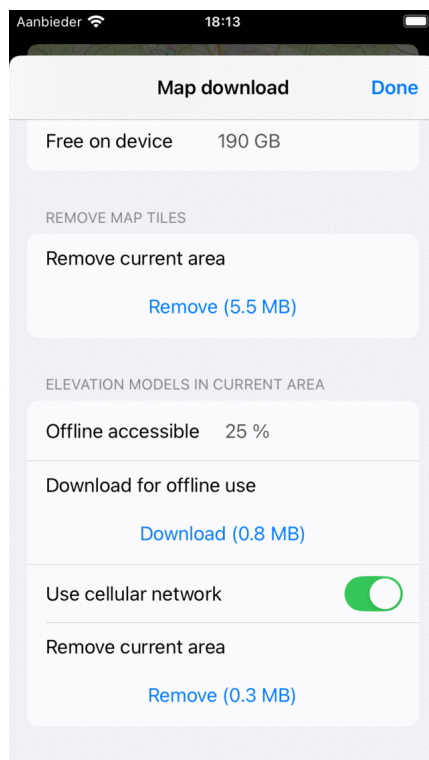 Aanbieder 18:13
Map download Done
Free on device 190 GB
REMOVE MAP TILES
Remove current area
Remove (5.5 MB)
ELEVATION MODELS IN CURRENT AREA
Offline accessible 25 %
Download for offline use
Download (0.8 MB)
Use cellular network
Remove current area
Remove (0.3 MB)